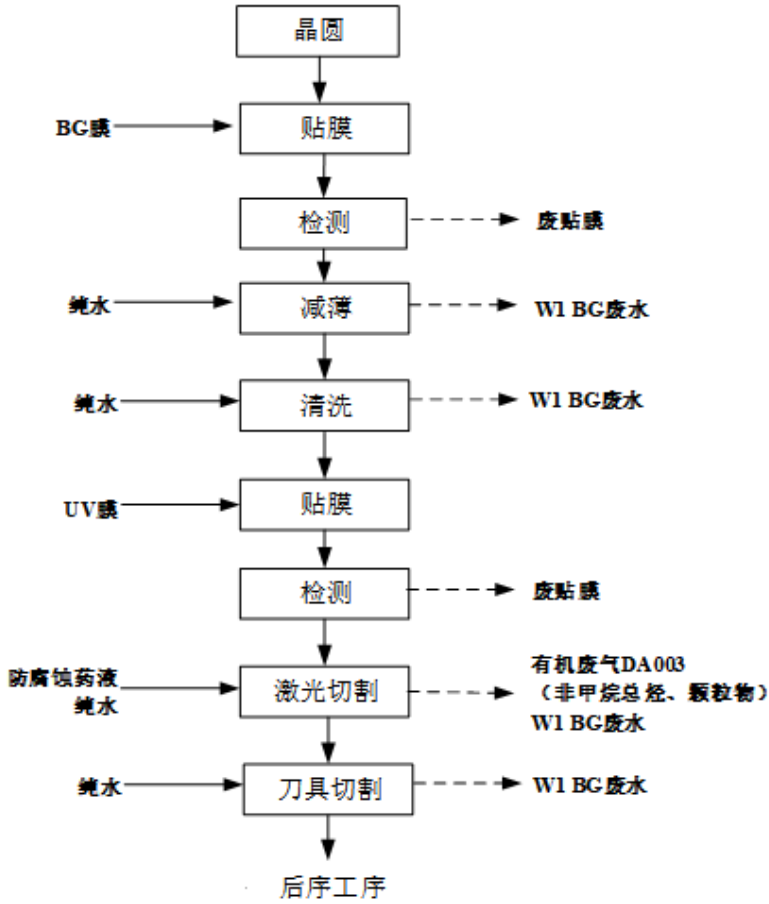 晶圆
BG膜
贴膜
检测
废贴膜
纯水
减薄
W1 BG废水
纯水
清洗
W1 BG废水
UV膜
贴膜
检测
废贴膜
防腐蚀药液
纯水
激光切割
有机废气DA003
（非甲烷总烃、颗粒物）
W1 BG废水
纯水
刀具切割
W1 BG废水
后序工序